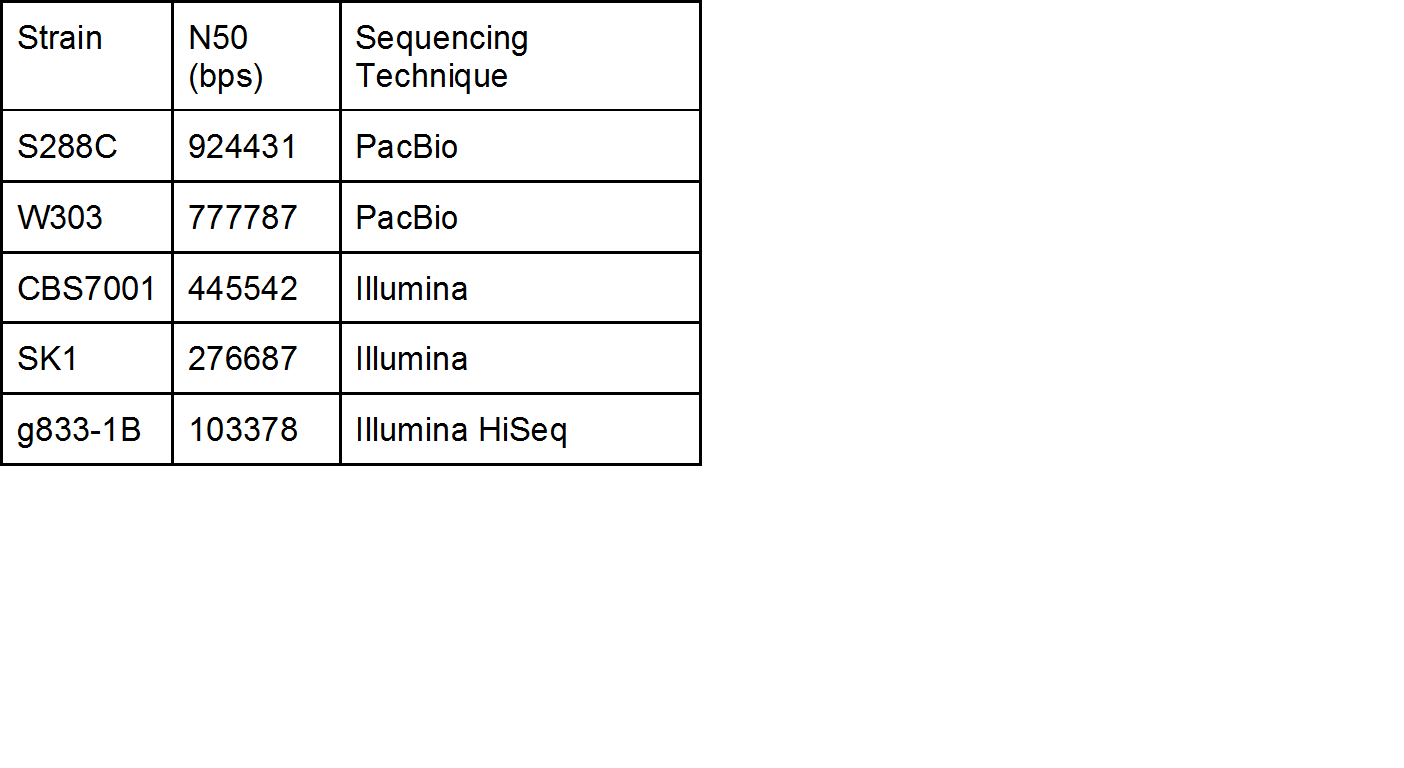 Strain N50 Sequencing
(bps) Technique
S288C 924431 PacBio
W303 777787 PacBio
CBS7001 445542 Illumina
SK1 276687 Illumina
g833-1B 103378 Illumina HiSeq